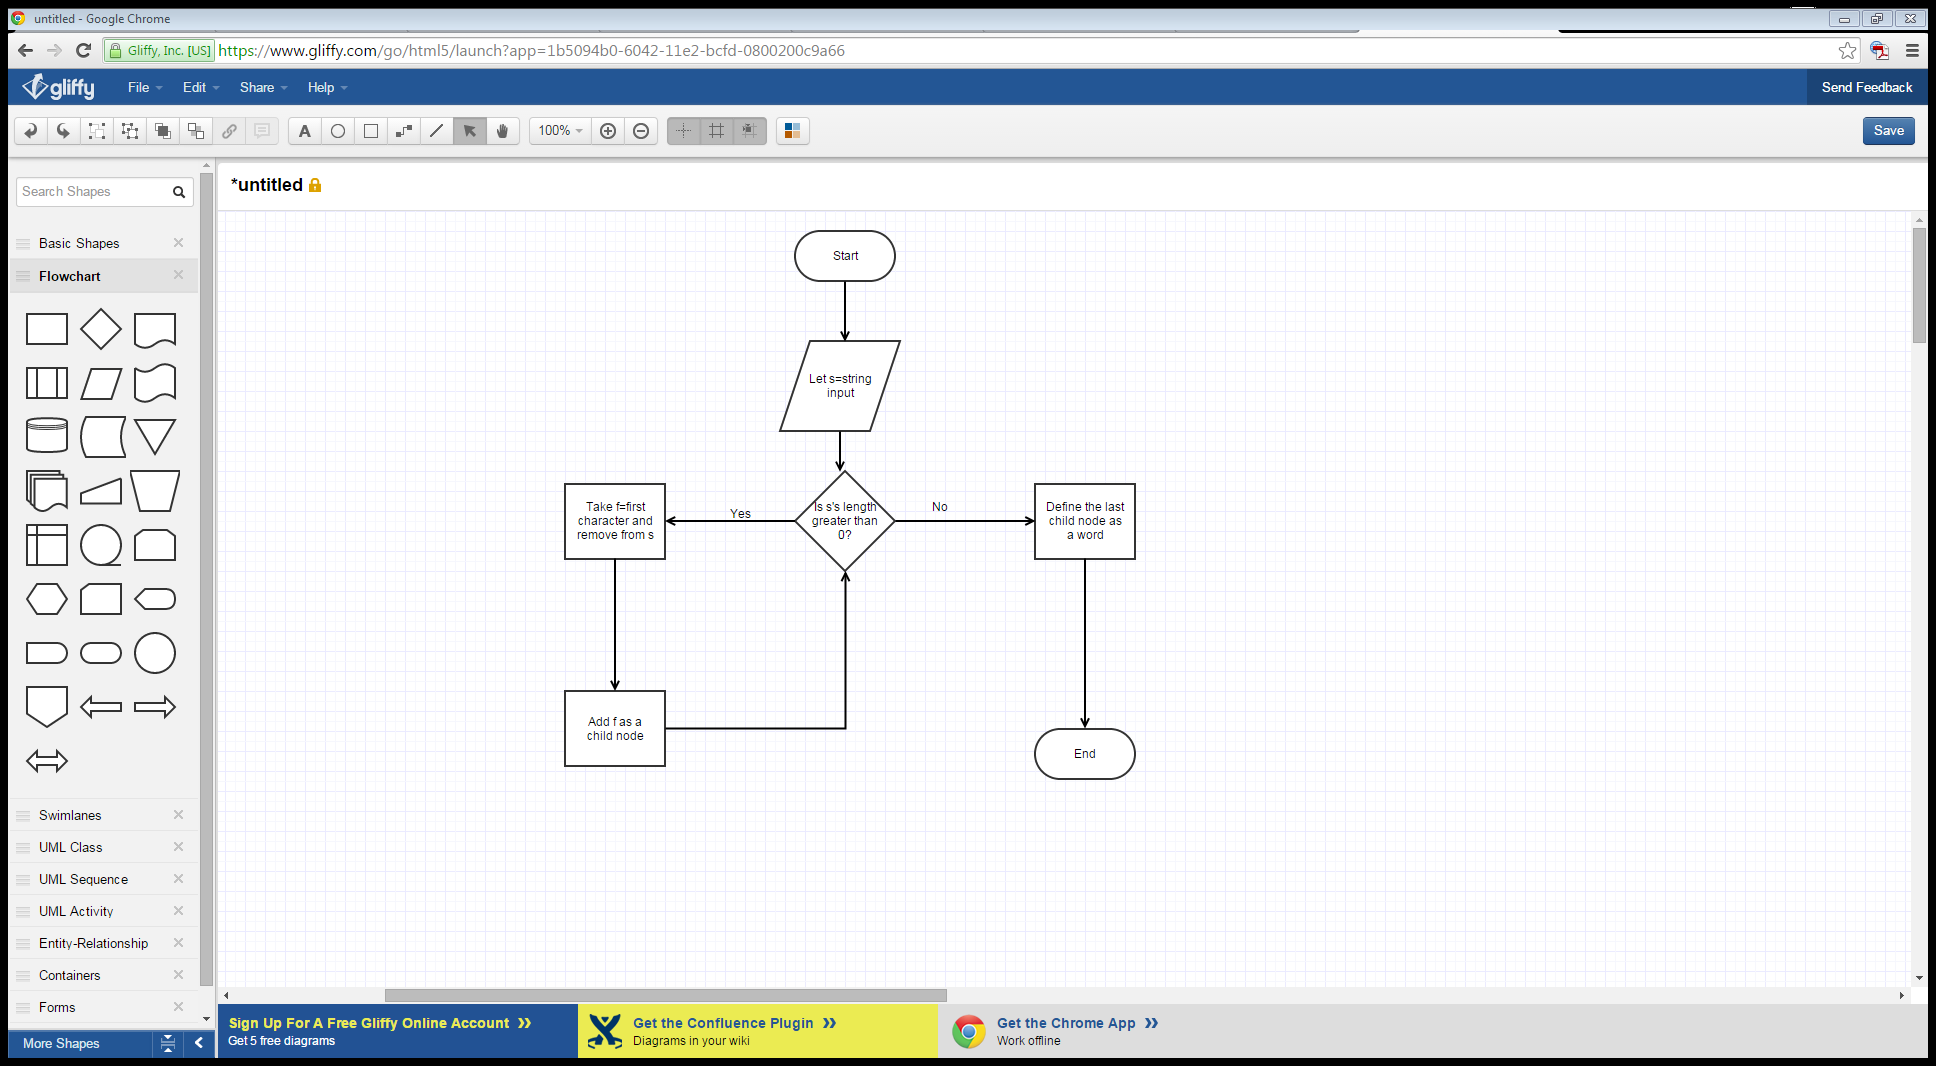 untitled - Google Chrome
Gliffy, Inc. [US] https://www.gliffy.com/go/html5/launch?app=1b5094b0-6042-11e2-bcfd-0800200c9a66
gliffy File Edit Share Help Send Feedback
A 100% Save
Search Shapes
*untitled
Basic Shapes
Flowchart
Swimlanes
UML Class
UML Sequence
UML Activity
Entity-Relationship
Containers
Forms
More Shapes
Start
Let s=string
input
Is s's length
greater than
0?
Yes
No
Take f=first
character and
remove from s
Define the last
child node as
a word
Add f as a
child node
End
Sign Up For A Free Gliffy Online Account »
Get 5 free diagrams
Get the Confluence Plugin »
Diagrams in your wiki
Get the Chrome App »
Work offline